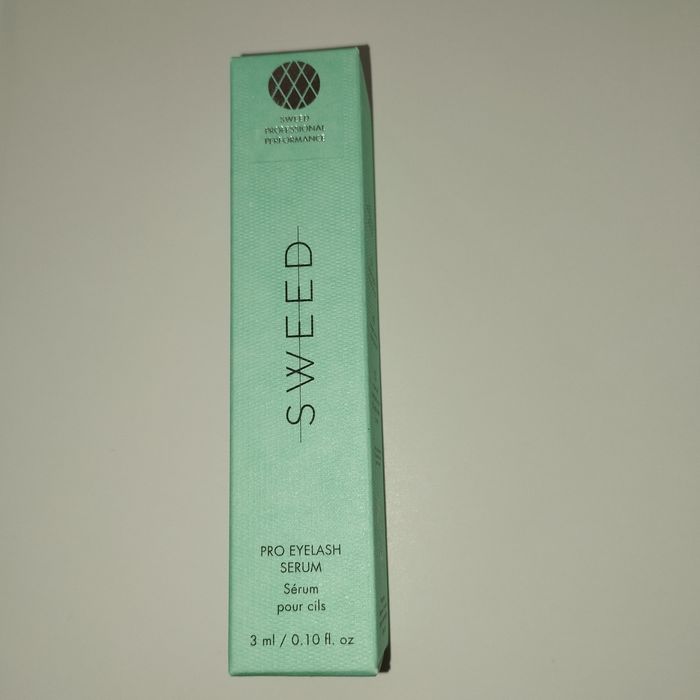 SWEED
PROFESSIONAL
PERFORMANCE
SWEED
PRO EYELASH
SERUM
Sérum
pour cils
3 ml / 0.10 fl. oz